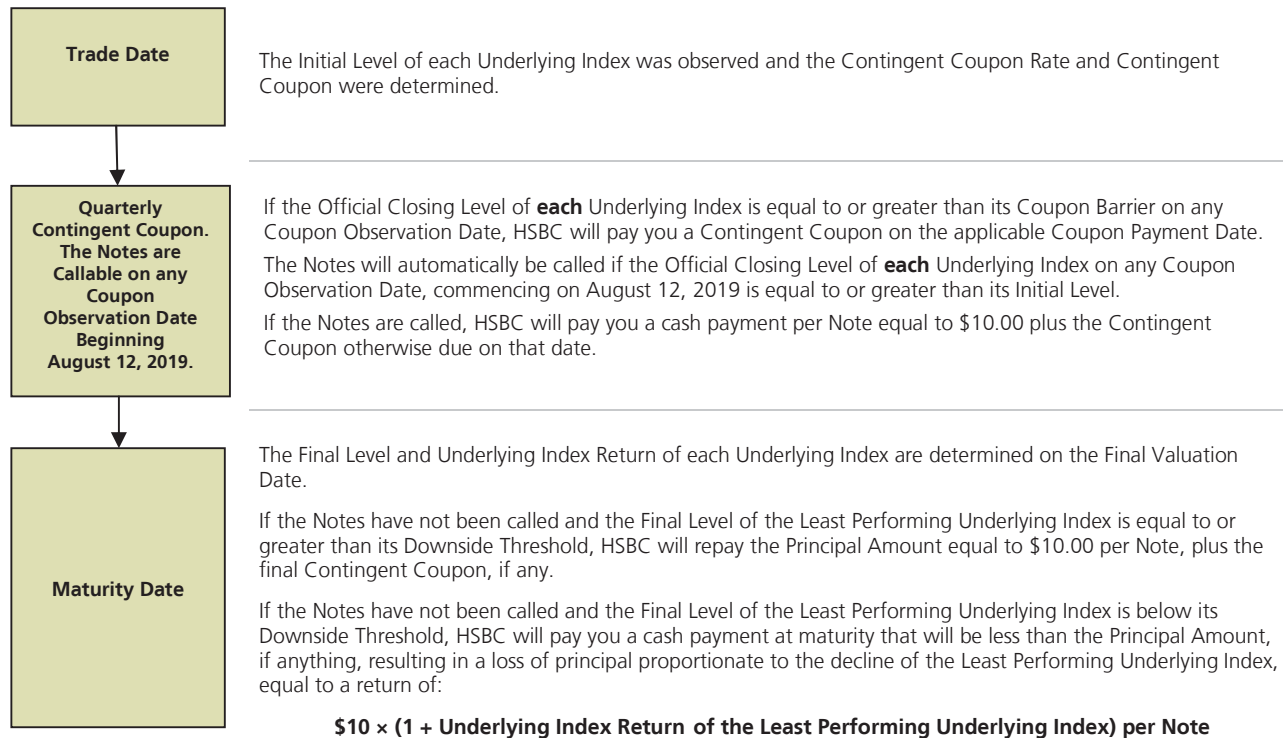 Trade Date
The Initial Level of each Underlying Index was observed and the Contingent Coupon Rate and Contingent
Coupon were determined.
Quarterly
Contingent Coupon.
The Notes are
Callable on any
Coupon
Observation Date
Beginning
August 12, 2019.
If the Official Closing Level of each Underlying Index is equal to or greater than its Coupon Barrier on any
Coupon Observation Date, HSBC will pay you a Contingent Coupon on the applicable Coupon Payment Date.
The Notes will automatically be called if the Official Closing Level of each Underlying Index on any Coupon
Observation Date, commencing on August 12, 2019 is equal to or greater than its Initial Level.
If the Notes are called, HSBC will pay you a cash payment per Note equal to $10.00 plus the Contingent
Coupon otherwise due on that date.
Maturity Date
The Final Level and Underlying Index Return of each Underlying Index are determined on the Final Valuation
Date.
If the Notes have not been called and the Final Level of the Least Performing Underlying Index is equal to or
greater than its Downside Threshold, HSBC will repay the Principal Amount equal to $10.00 per Note, plus the
final Contingent Coupon, if any.
If the Notes have not been called and the Final Level of the Least Performing Underlying Index is below its
Downside Threshold, HSBC will pay you a cash payment at maturity that will be less than the Principal Amount,
if anything, resulting in a loss of principal proportionate to the decline of the Least Performing Underlying Index,
equal to a return of:
$10 × (1 + Underlying Index Return of the Least Performing Underlying Index) per Note